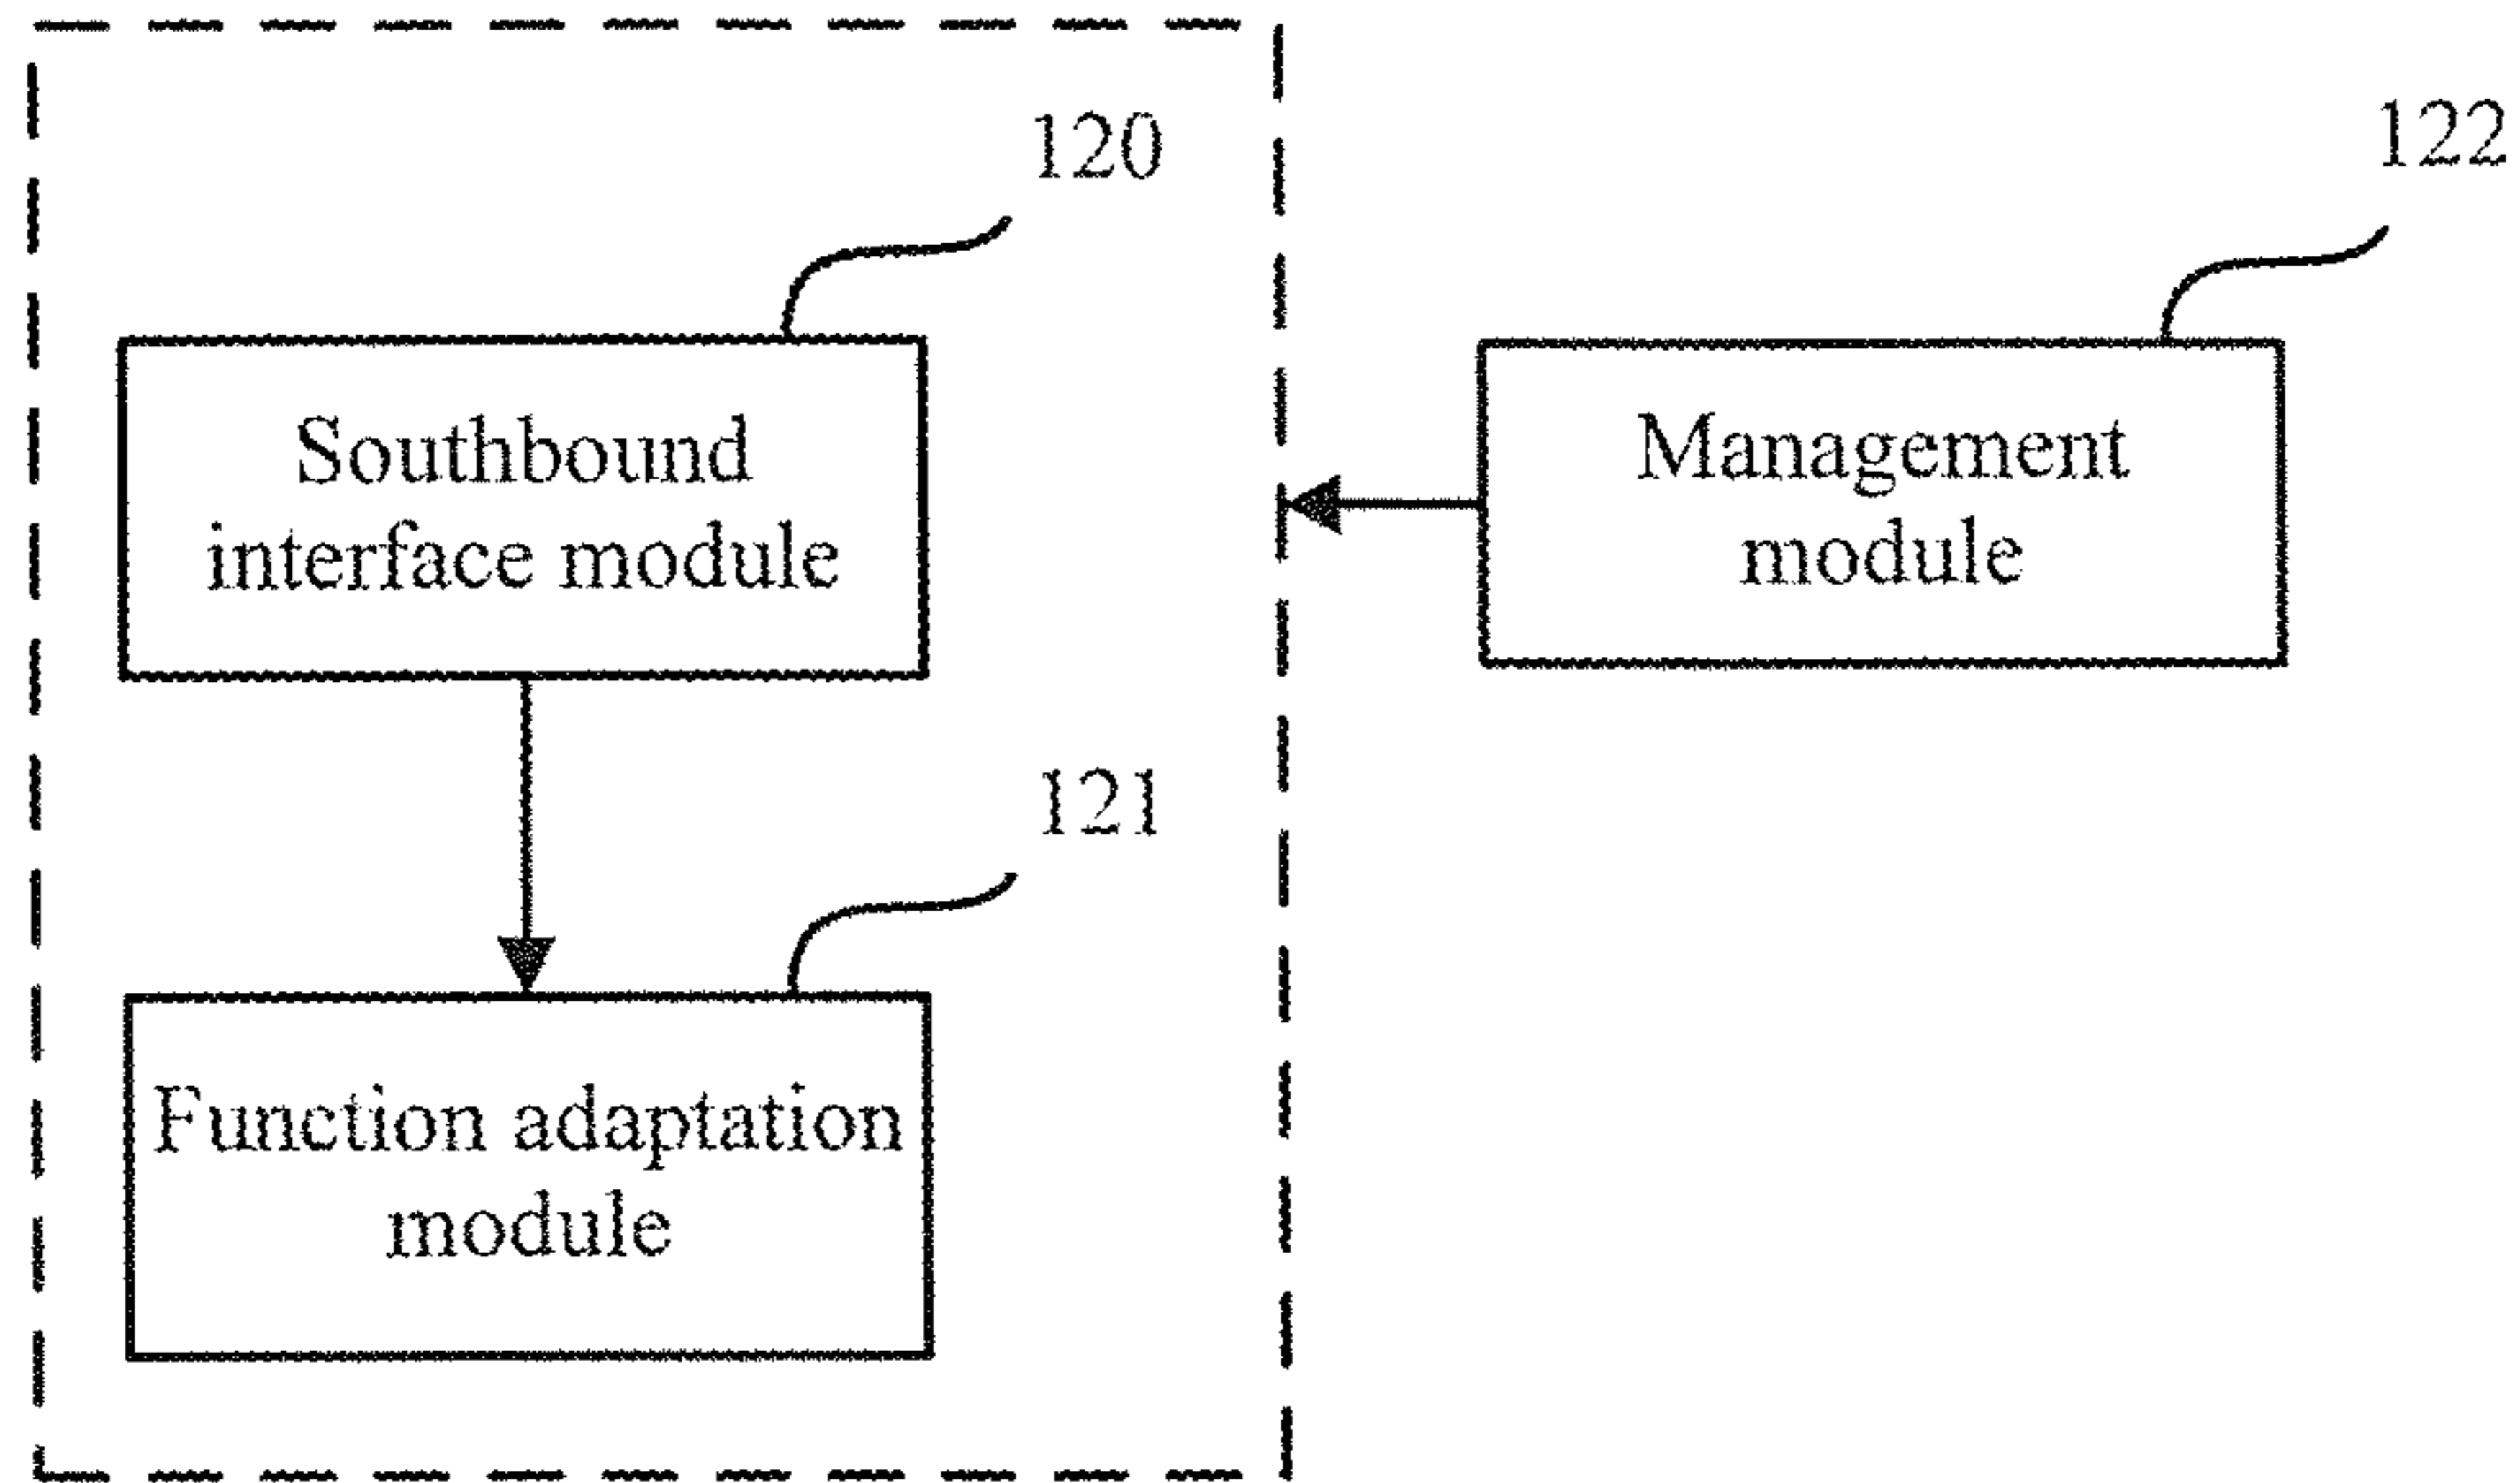 120
122
Southbound
interface module
Management
module
121
Function adaptation
module